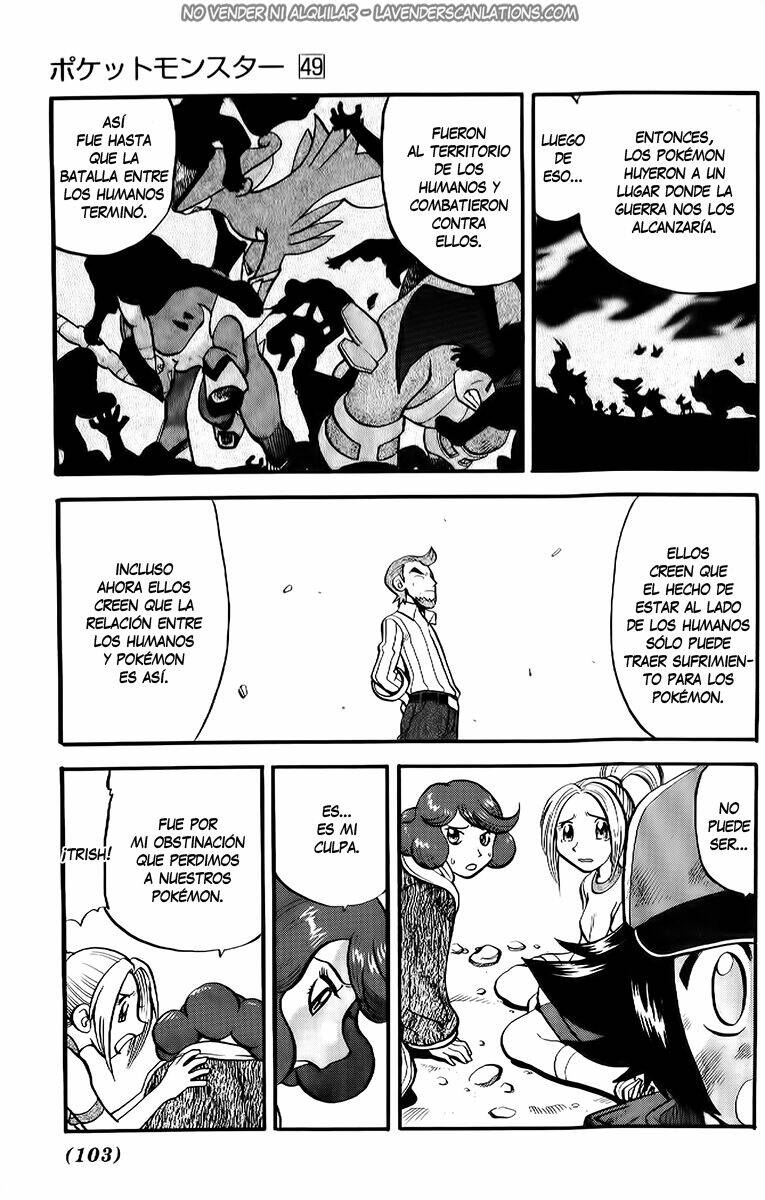 NO VENDER NI ALQUILAR - LAVENDERSCANLATIONS.COM
ポケットモンスター 49
ENTONCES,
LOS POKÉMON
HUYERON A UN
LUGAR DONDE LA
GUERRA NOS LOS
ALCANZARÍA.
LUEGO
DE
ESO...
FUERON
AL TERRITORIO
DE LOS
HUMANOS Y
COMBATIERON
CONTRA
ELLOS.
ASÍ
FUE HASTA
QUE LA
BATALLA ENTRE
LOS HUMANOS
TERMINÓ.
ELLOS
CREEN QUE
EL HECHO DE
ESTAR AL LADO
DE LOS HUMANOS
SÓLO PUEDE
TRAER SUFRIMIEN-
TO PARA LOS
POKÉMON.
INCLUSO
AHORA ELLOS
CREEN QUE LA
RELACIÓN ENTRE
LOS HUMANOS
Y POKÉMON
ES ASÍ.
NO
PUEDE
SER...
ES...
ES MI
CULPA.
FUE POR
MI OBSTINACIÓN
QUE PERDIMOS
A NUESTROS
POKÉMON.
¡TRISH!
(103)